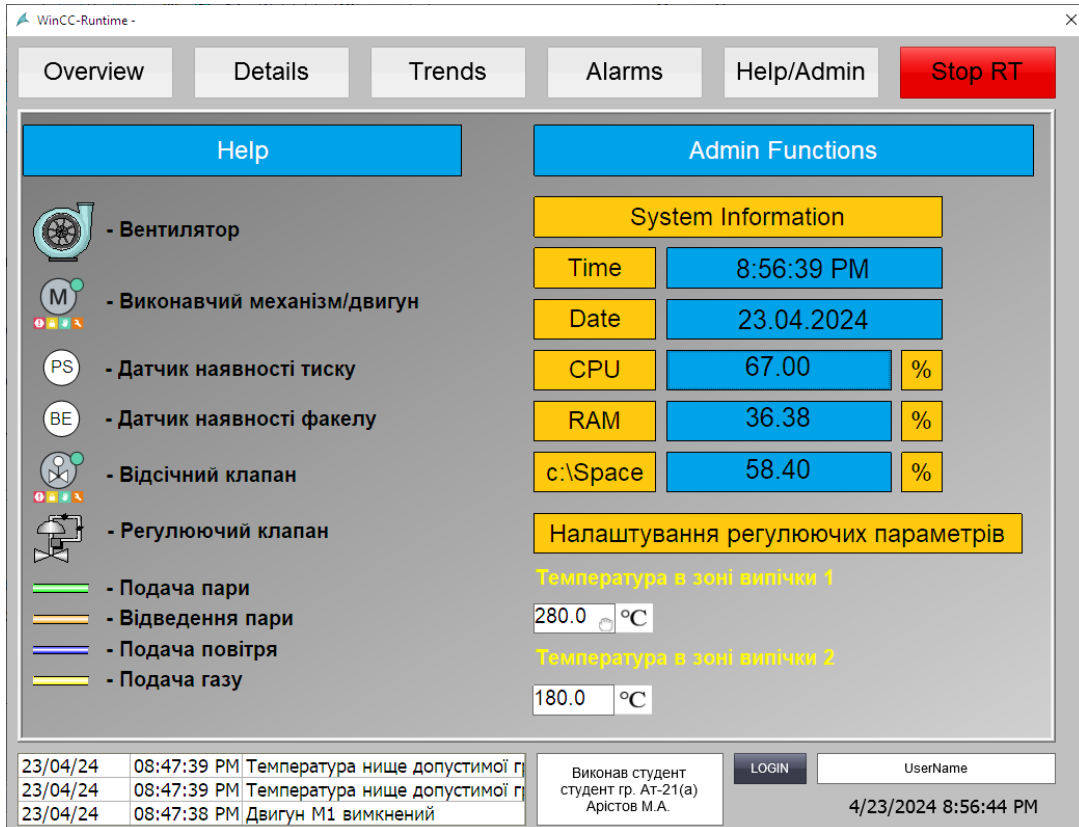 WinCC-Runtime -
Overview
Details
Trends
Alarms
Help/Admin
Stop RT
Help
- Вентилятор
M
- Виконавчий механізм/двигун
PS
- Датчик наявності тиску
BE
- Датчик наявності факелу
- Відсічний клапан
- Регулюючий клапан
- Подача пари
- Відведення пари
- Подача повітря
- Подача газу
Admin Functions
System Information
Time
8:56:39 PM
Date
23.04.2024
CPU
67.00
%
RAM
36.38
%
c:\Space
58.40
%
Налаштування регулюючих параметрів
Температура в зоні випічки 1
280.0 °C
Температура в зоні випічки 2
180.0 °C
23/04/24 08:47:39 PM Температура нище допустимої
23/04/24 08:47:39 PM Температура нище допустимої
23/04/24 08:47:38 PM Двигун М1 вимкнений
Виконав студент
студент гр. Ат-21(а)
Арістов М.А.
LOGIN
UserName
4/23/2024 8:56:44 PM